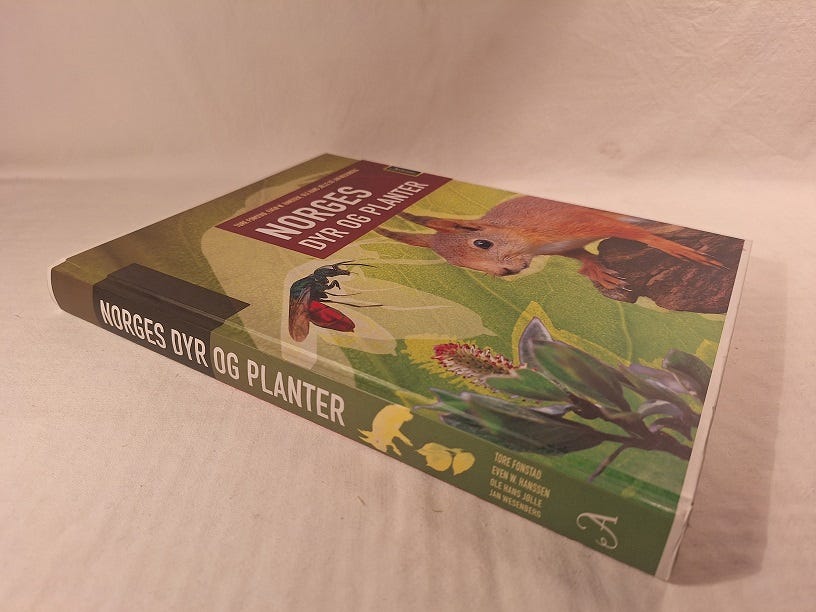 NORGES
DYR OG PLANTER
NORGES DYR OG PLANTER
TORE FONSTAD
EVEN W. HANSSEN
OLE HANS JØLLE
JAN WESENBERG
A